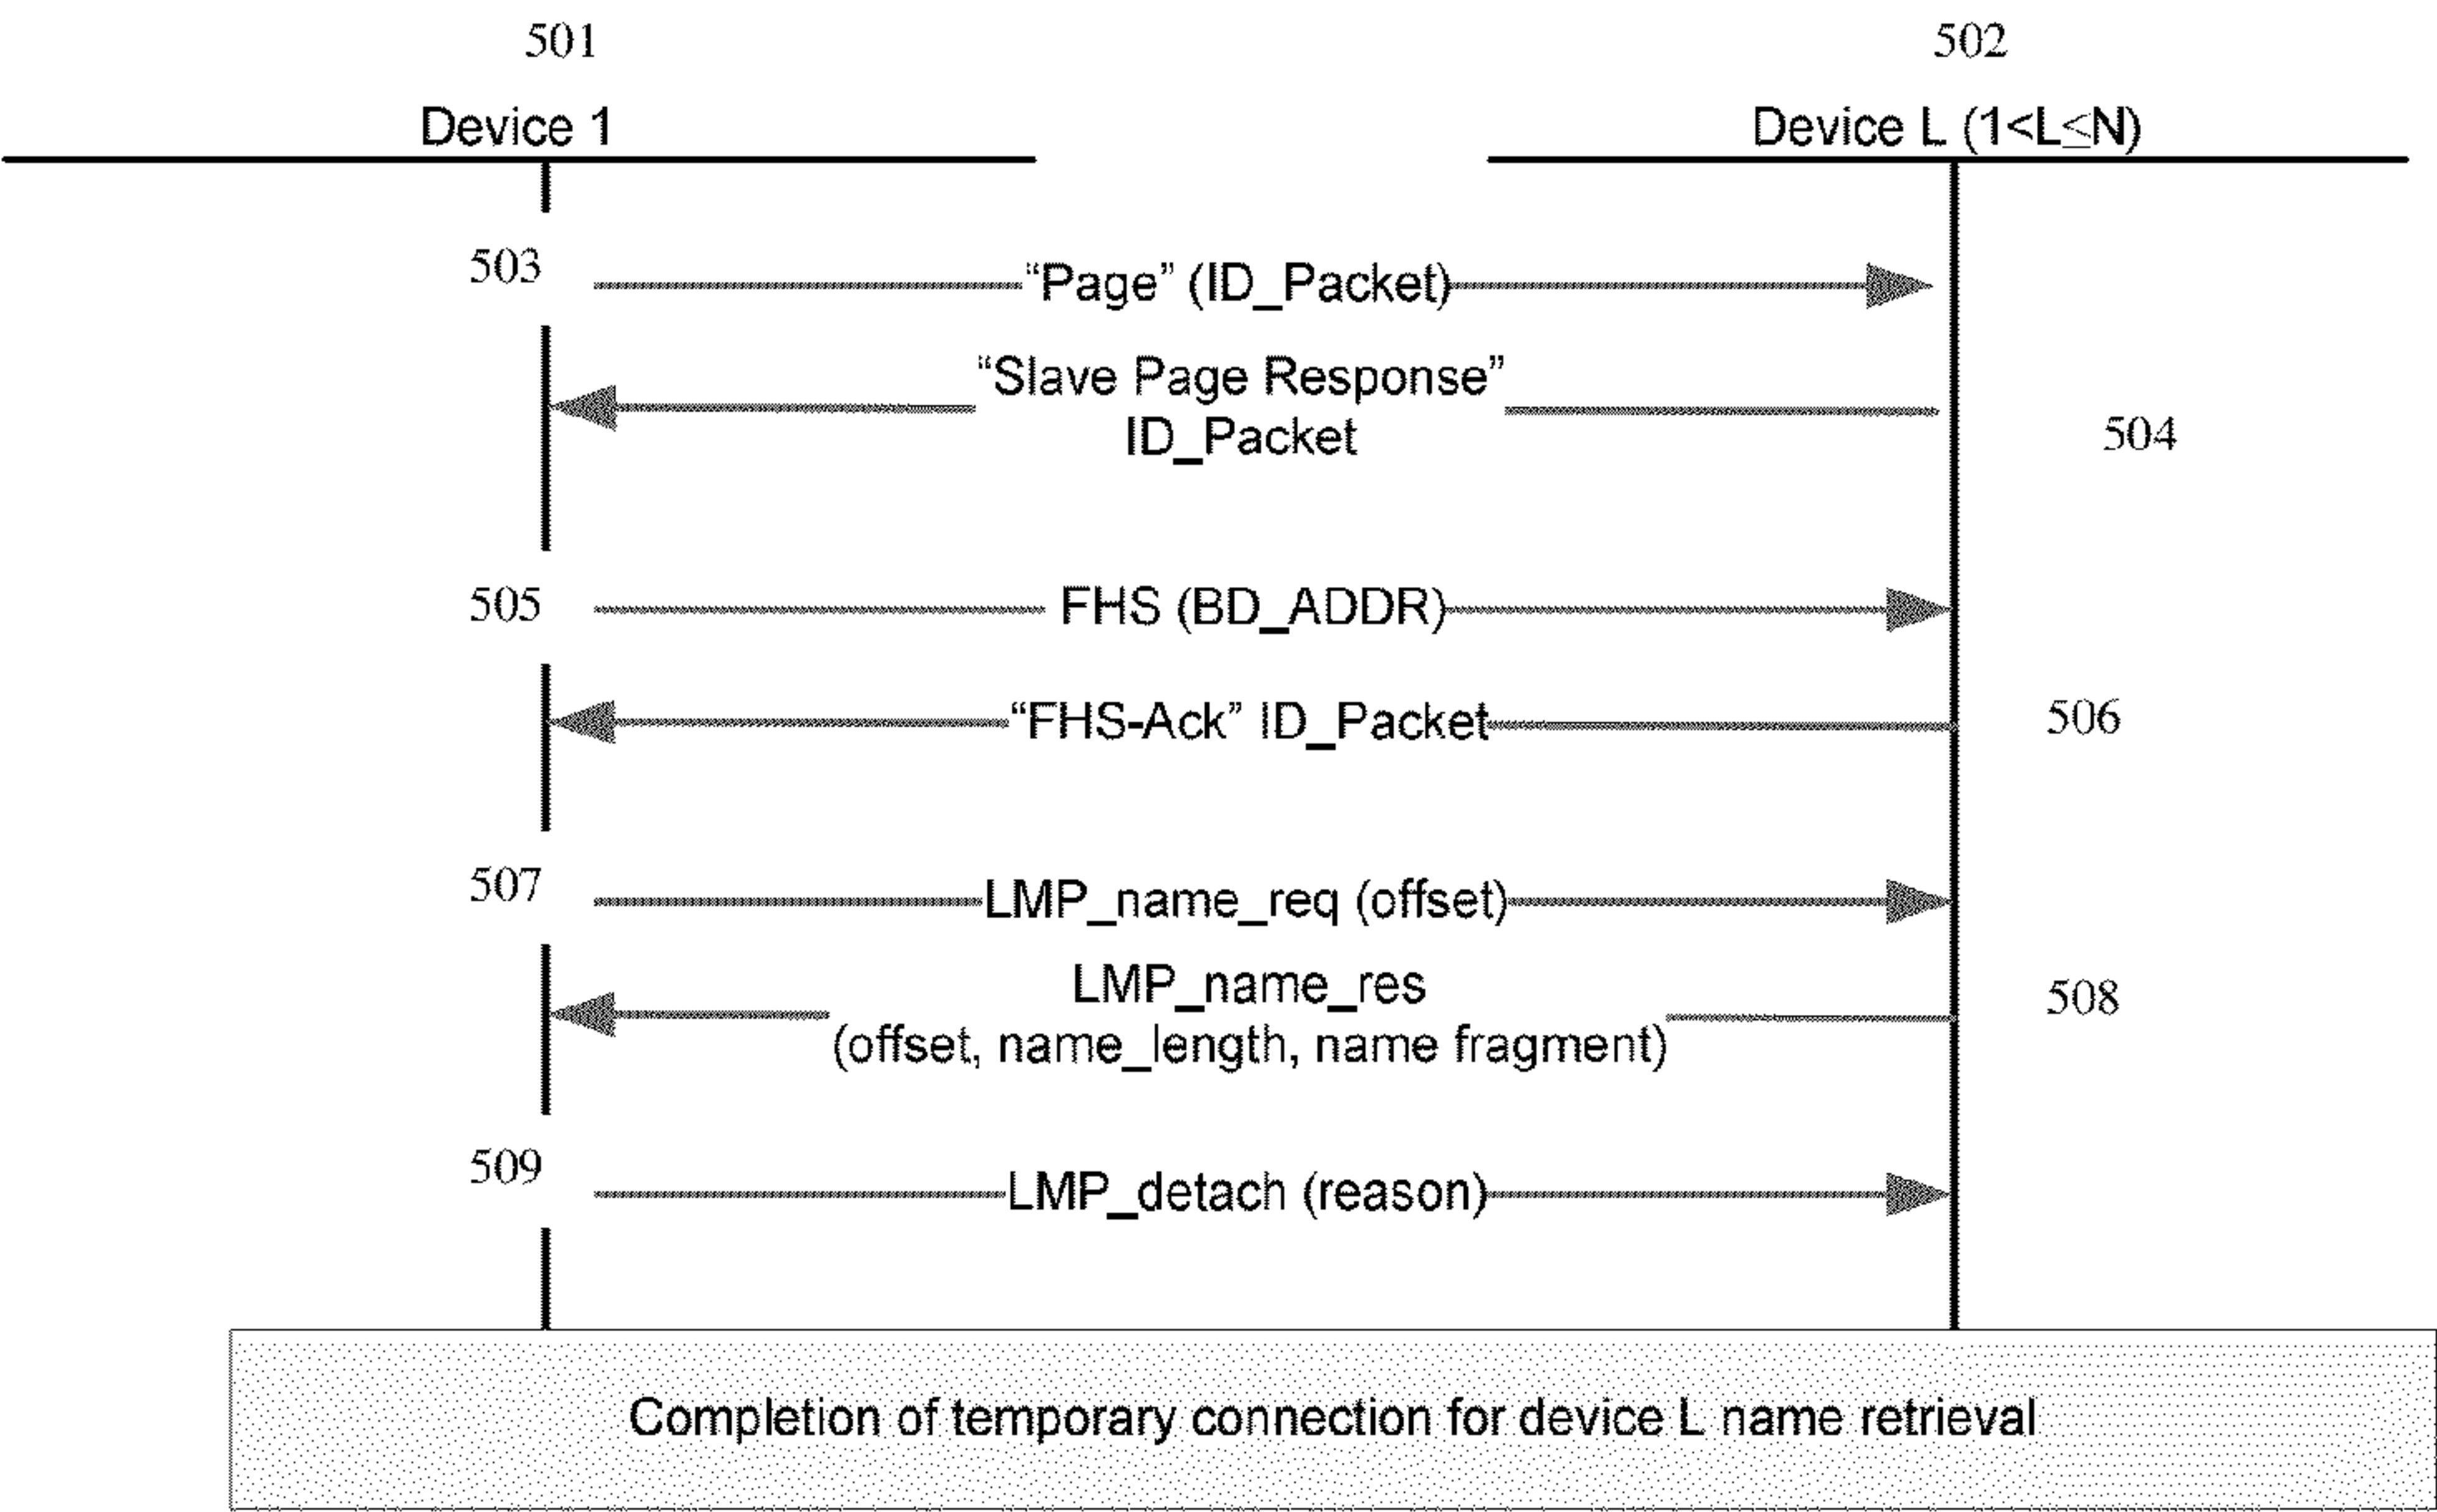 501
502
Device 1
Device L (1<L≤N)
503
“Page” (ID_Packet)
“Slave Page Response”
ID_Packet
504
505
FHS (BD_ADDR)
“FHS-Ack” ID_Packet
506
507
LMP_name_req (offset)
LMP_name_res
(offset, name_length, name fragment)
508
509
LMP_detach (reason)
Completion of temporary connection for device L name retrieval